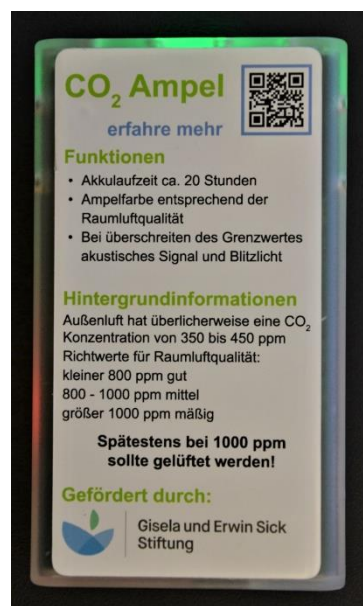 CO₂ Ampel
erfahre mehr
Funktionen
• Akkulaufzeit ca. 20 Stunden
• Ampelfarbe entsprechend der
Raumluftqualität
• Bei überschreiten des Grenzwertes
akustisches Signal und Blitzlicht
Hintergrundinformationen
Außenluft hat überlicherweise eine CO₂
Konzentration von 350 bis 450 ppm
Richtwerte für Raumluftqualität:
kleiner 800 ppm gut
800 - 1000 ppm mittel
größer 1000 ppm mäßig
Spätestens bei 1000 ppm
sollte gelüftet werden!
Gefördert durch:
Gisela und Erwin Sick
Stiftung